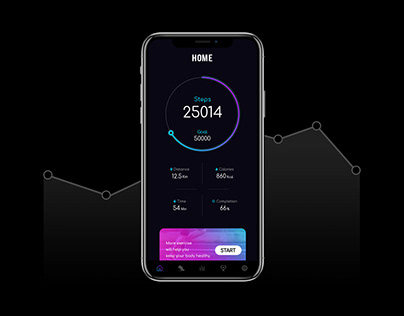 HOME
Steps
25014
Goal
50000
Distance
12.5 Km
Calories
860 Kcal
Time
54 Min
Completion
66%
More exercise
will help you
keep your body healthy.
START